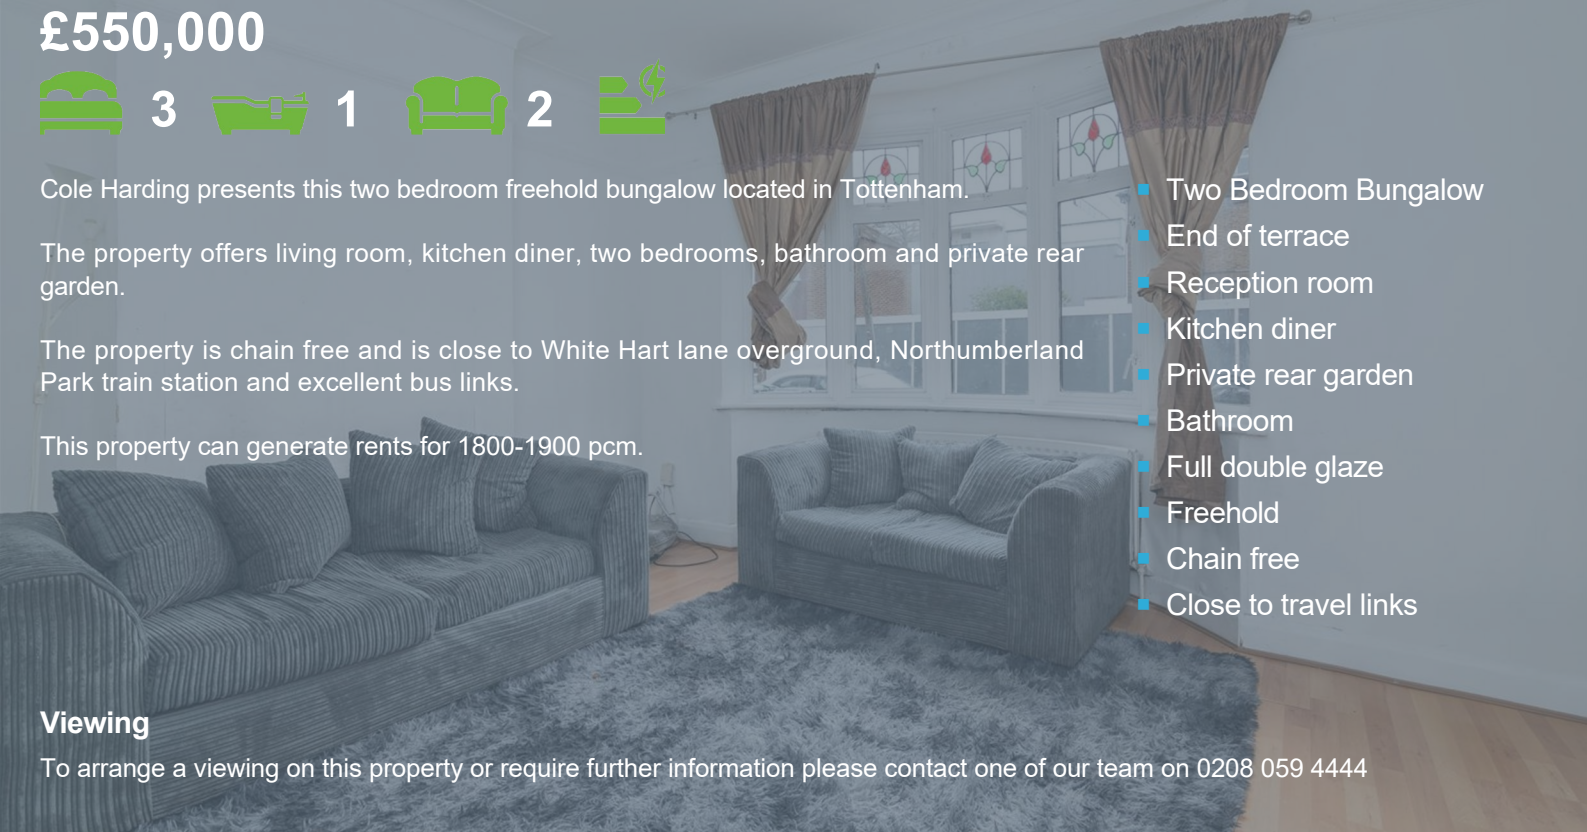 £550,000
3 1 2
Cole Harding presents this two bedroom freehold bungalow located in Tottenham.
The property offers living room, kitchen diner, two bedrooms, bathroom and private rear
garden.
The property is chain free and is close to White Hart lane overground, Northumberland
Park train station and excellent bus links.
This property can generate rents for 1800-1900 pcm.
Two Bedroom Bungalow
End of terrace
Reception room
Kitchen diner
Private rear garden
Bathroom
Full double glaze
Freehold
Chain free
Close to travel links
Viewing
To arrange a viewing on this property or require further information please contact one of our team on 0208 059 4444